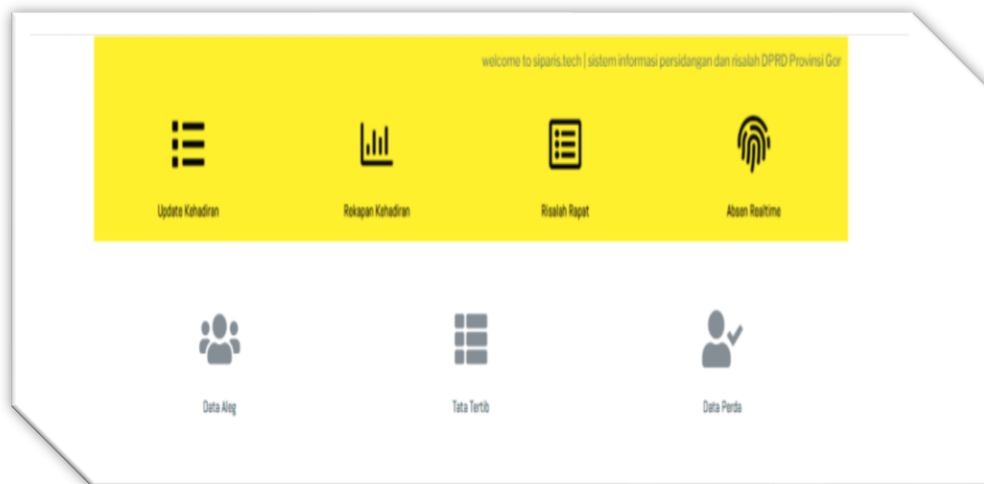 welcome to siparis.tech | sistem informasi persidangan dan risalah DPRD Provinsi Gor
Update Kehadiran
Rekapan Kehadiran
Risalah Rapat
Absen Realtime
Data Aleg
Tata Tertib
Data Perda